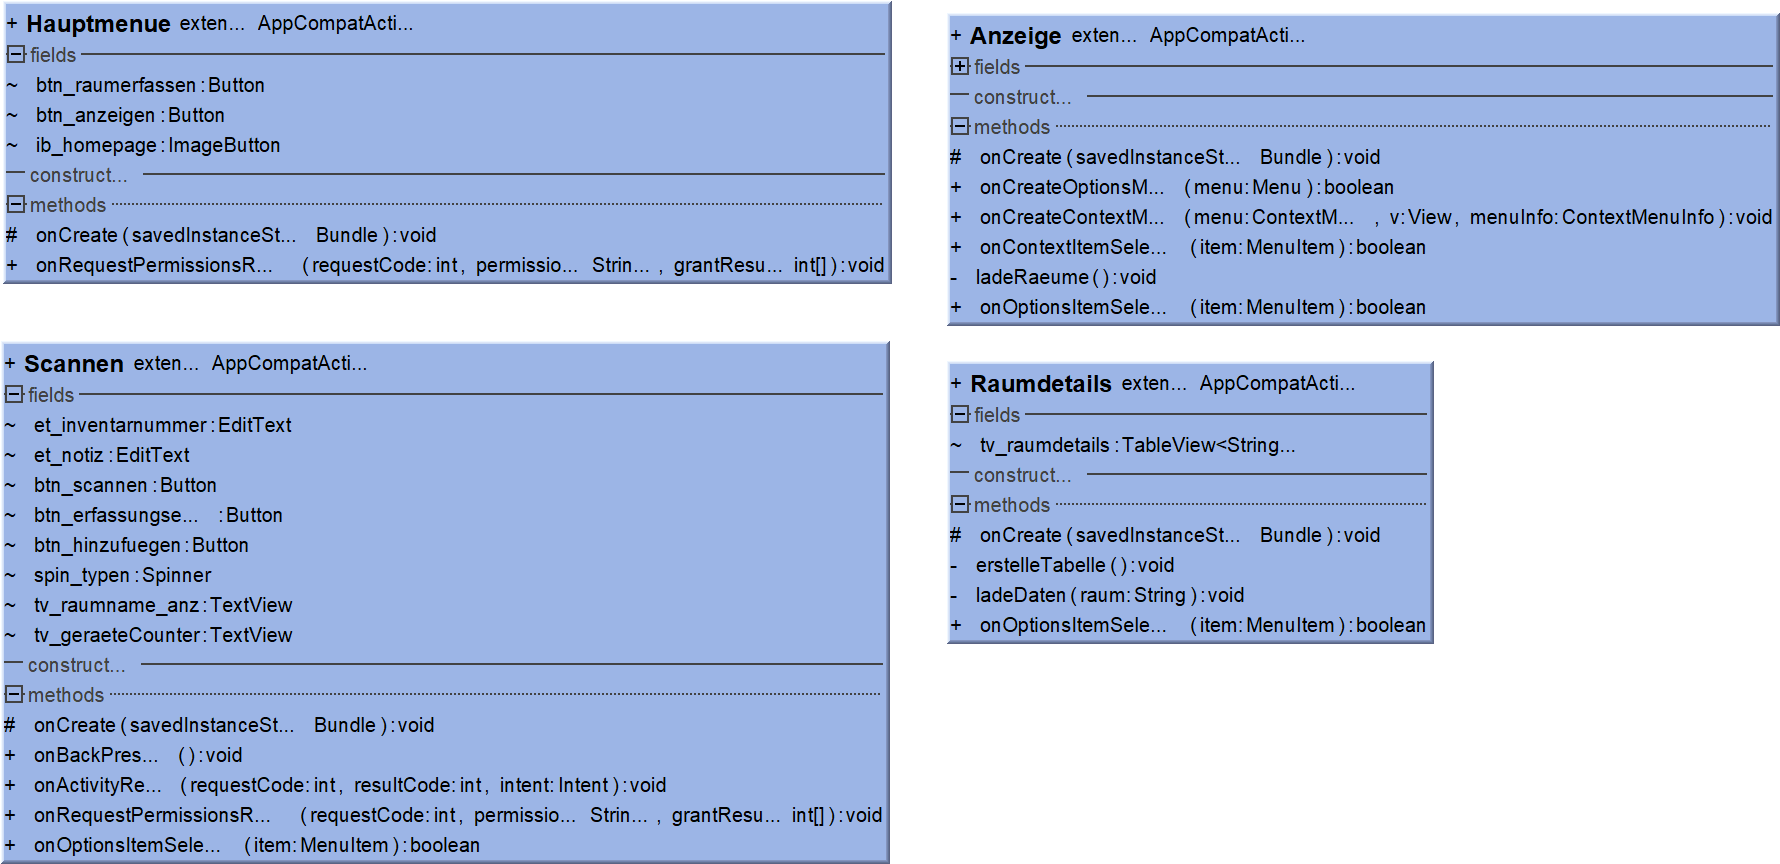 + Hauptmenue exten... AppCompatActi...
fields
~ btn_raumerfassen : Button
~ btn_anzeigen : Button
~ ib_homepage : ImageButton
construct...
methods
# onCreate ( savedInstanceSt... Bundle ) : void
+ onRequestPermissionsR... ( requestCode: int , permissio... Strin... , grantResu... int[] ) : void
+ Anzeige exten... AppCompatActi...
fields
construct...
methods
# onCreate ( savedInstanceSt... Bundle ) : void
+ onCreateOptionsM... ( menu: Menu ) : boolean
+ onCreateContextM... ( menu: ContextM... , v: View , menuInfo: ContextMenuInfo ) : void
+ onContextItemSele... ( item: MenuItem ) : boolean
- ladeRaeume ( ) : void
+ onOptionsItemSele... ( item: MenuItem ) : boolean
+ Scannen exten... AppCompatActi...
fields
~ et_inventarnummer : EditText
~ et_notiz : EditText
~ btn_scannen : Button
~ btn_erfassungse... : Button
~ btn_hinzufuegen : Button
~ spin_typen : Spinner
~ tv_raumname_anz : TextView
~ tv_geraeteCounter : TextView
construct...
methods
# onCreate ( savedInstanceSt... Bundle ) : void
+ onBackPres... ( ) : void
+ onActivityRe... ( requestCode: int , resultCode: int , intent: Intent ) : void
+ onRequestPermissionsR... ( requestCode: int , permissio... Strin... , grantResu... int[] ) : void
+ onOptionsItemSele... ( item: MenuItem ) : boolean
+ Raumdetails exten... AppCompatActi...
fields
~ tv_raumdetails : TableView<String...
construct...
methods
# onCreate ( savedInstanceSt... Bundle ) : void
- erstelleTabelle ( ) : void
- ladeDaten ( raum: String ) : void
+ onOptionsItemSele... ( item: MenuItem ) : boolean